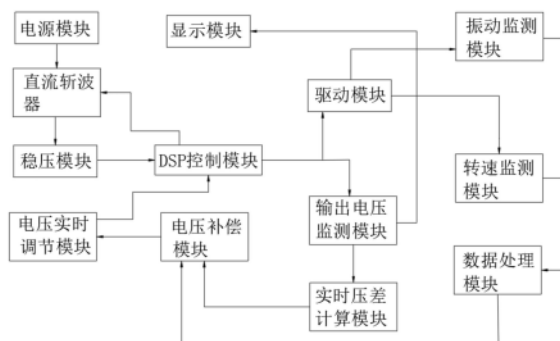 电源模块
显示模块
振动监测
模块
直流斩波
器
驱动模块
稳压模块
DSP控制模块
转速监测
模块
电压实时
调节模块
电压补偿
模块
输出电压
监测模块
数据处理
模块
实时压差
计算模块